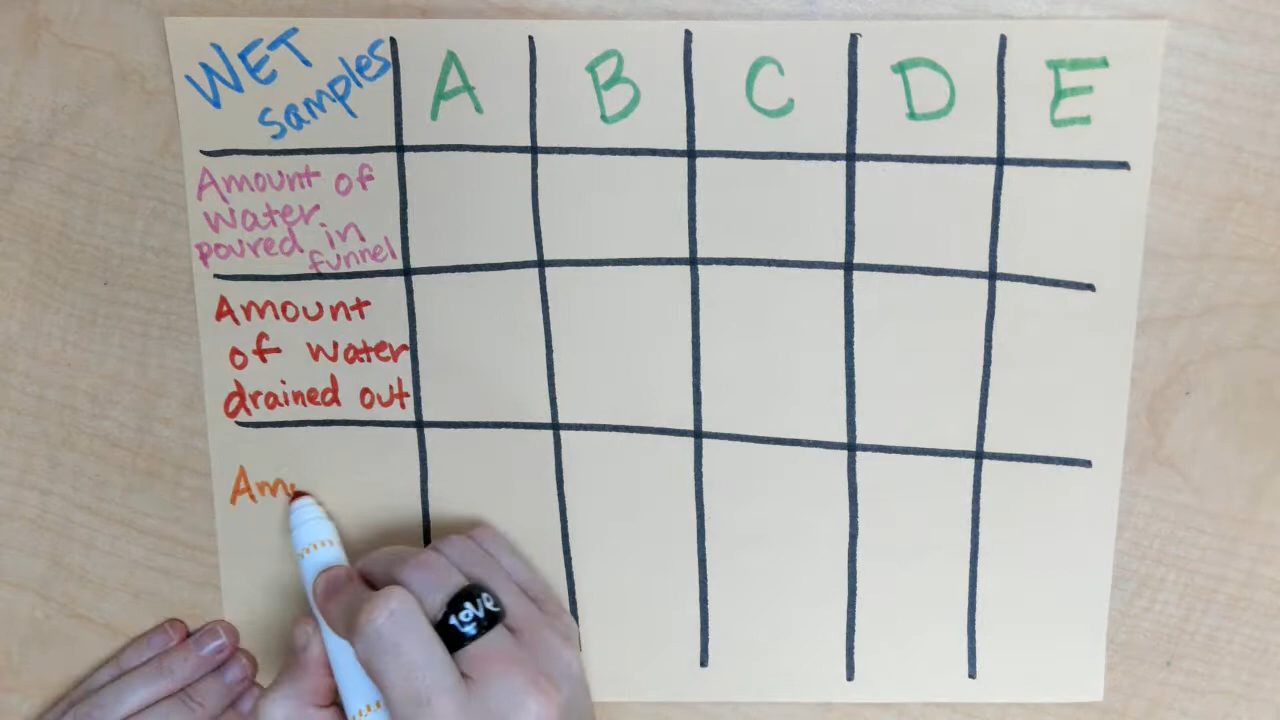 WET
samples
A B C D E
Amount of
water
poured in
funnel
Amount
of water
drained out
Am
love